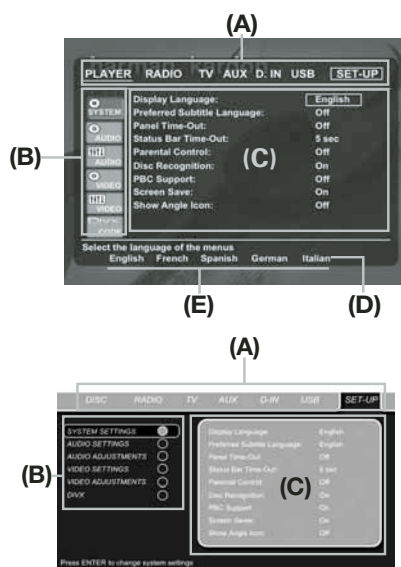 (A)
harman kardon
PLAYER RADIO TV AUX D. IN USB SET-UP
SYSTEM
AUDIO
AUDIO
VIDEO
VIDEO
DivX
CODE
(B)
Display Language: English
Preferred Subtitle Language: Off
Panel Time-Out: Off
Status Bar Time-Out: 5 sec
Parental Control: Off
Disc Recognition: On
PBC Support: Off
Screen Save: On
Show Angle Icon: Off
(C)
Select the language of the menus
English French Spanish German Italian
(E) (D)
(A)
DISC RADIO TV AUX D-IN USB SET-UP
(B)
SYSTEM SETTINGS
AUDIO SETTINGS
AUDIO ADJUSTMENTS
VIDEO SETTINGS
VIDEO ADJUSTMENTS
DIVX
Display Language: English
Preferred Subtitle Language: English
Panel Time-Out: Off
Status Bar Time-Out: 5 sec
Parental Control: Off
Disc Recognition: On
PBC Support: On
Screen Saver: On
Show Angle Icon: Off
(C)
Press ENTER to change system settings